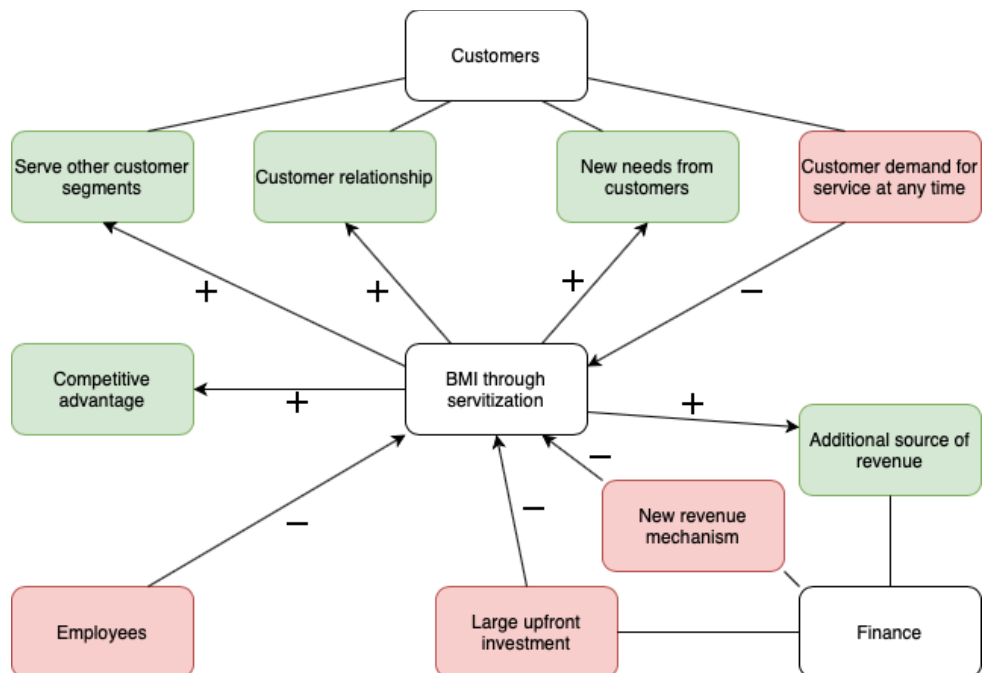 Customers
Serve other customer
segments
Customer relationship
New needs from
customers
Customer demand for
service at any time
+
+
+
−
Competitive
advantage
+
BMI through
servitization
+
Additional source of
revenue
−
−
−
New revenue
mechanism
Employees
Large upfront
investment
Finance